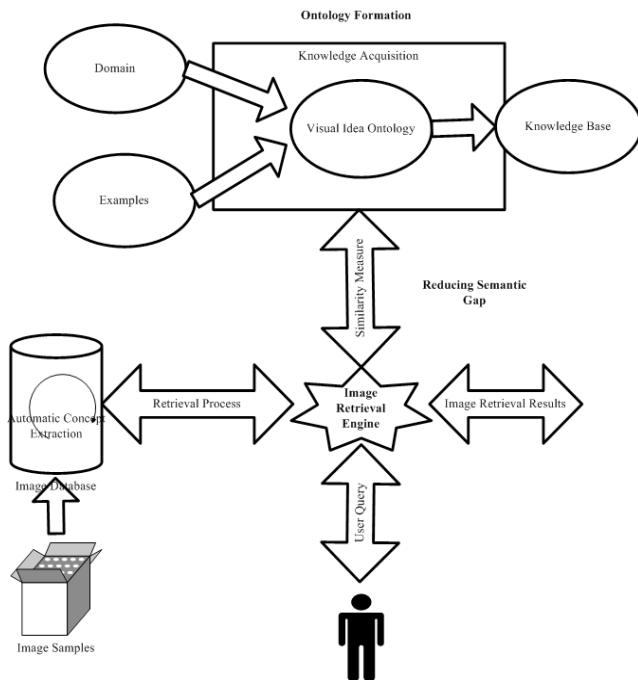 Ontology Formation
Knowledge Acquisition
Domain
Visual Idea Ontology
Knowledge Base
Examples
Similarity Measure
Reducing Semantic
Gap
Automatic Concept
Extraction
Retrieval Process
Image
Retrieval
Engine
Image Retrieval Results
Image Database
User Query
Image Samples